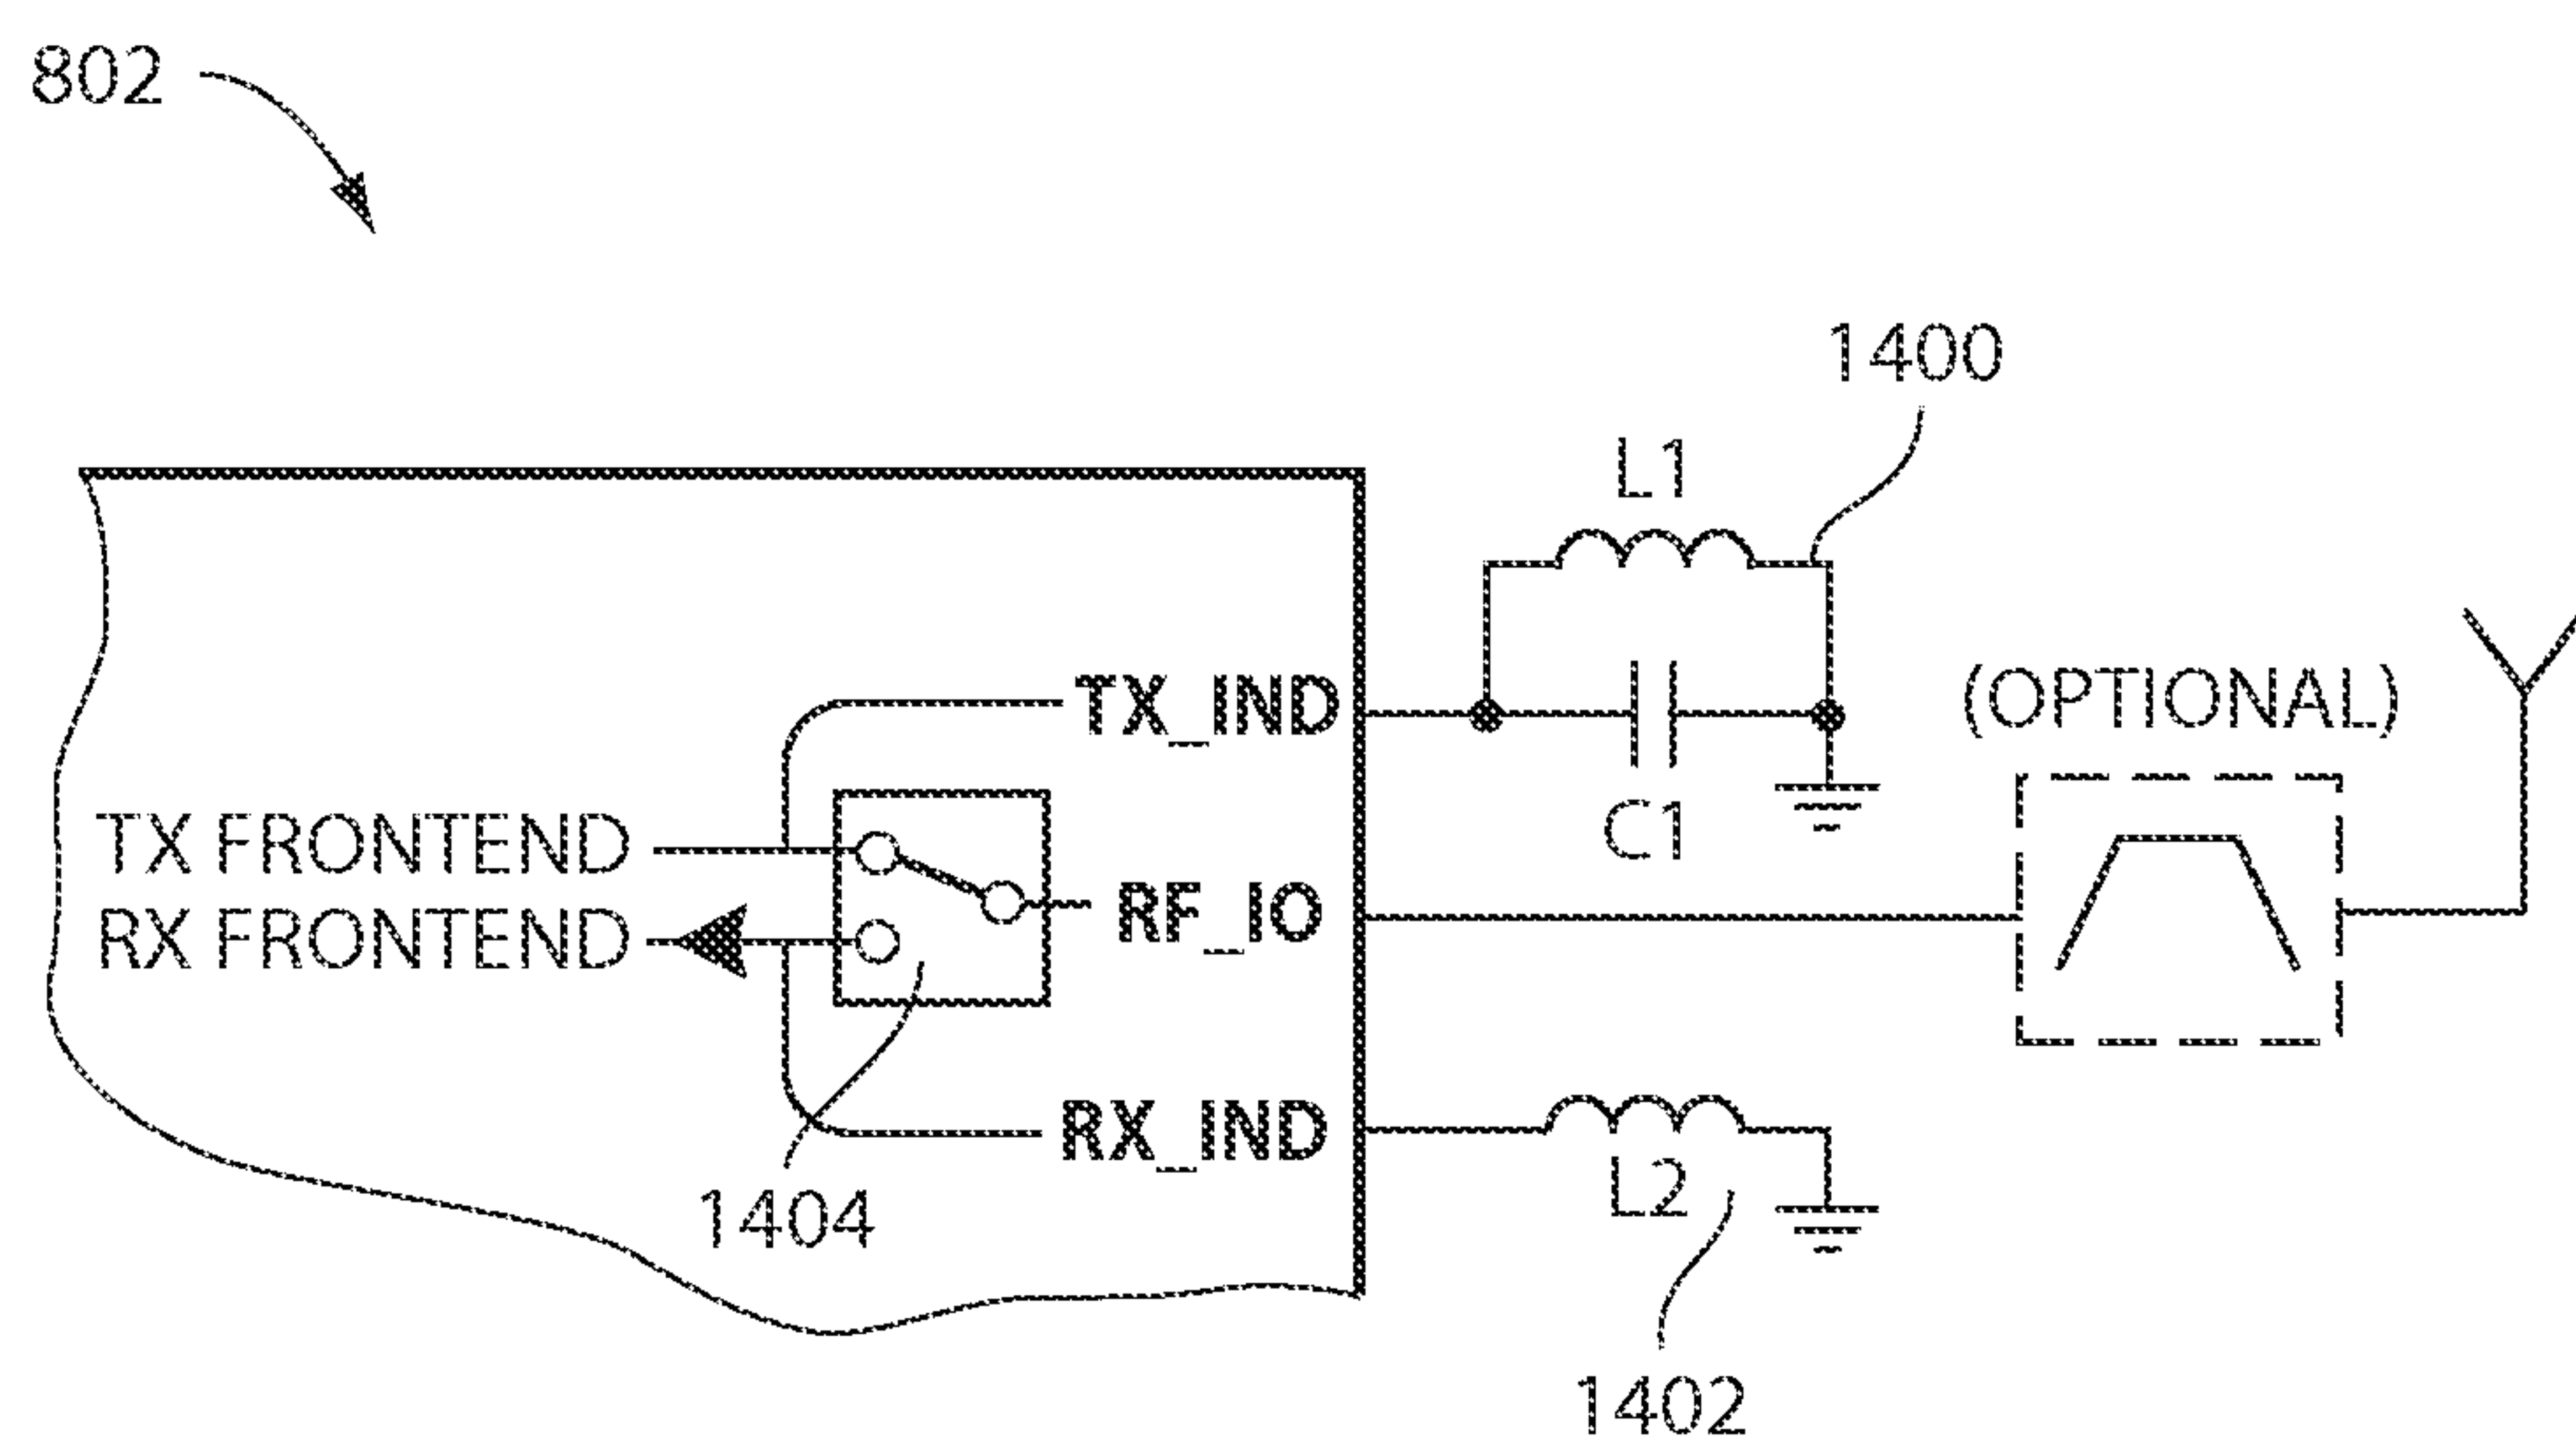 802
1400
L1
TX_IND
(OPTIONAL)
C1
TX FRONTEND
RF_IO
RX FRONTEND
RX_IND
L2
1404
1402